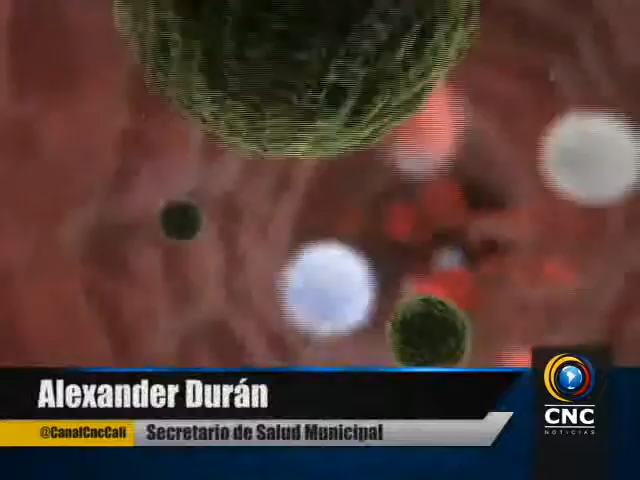 Alexander Durán
@CanalCncCali
Secretario de Salud Municipal
CNC
NOTICIAS